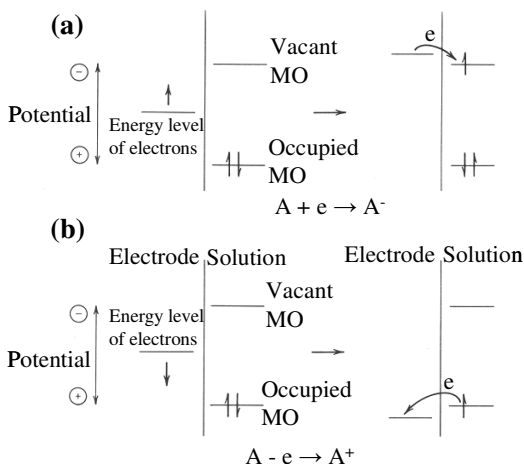 (a)
e
Vacant
MO
⊖
Potential
Energy level
of electrons
⊕
Occupied
MO
A + e → A⁻
(b)
Electrode Solution
Electrode Solution
Vacant
MO
⊖
Energy level
of electrons
Potential
⊕
Occupied
MO
e
A - e → A⁺